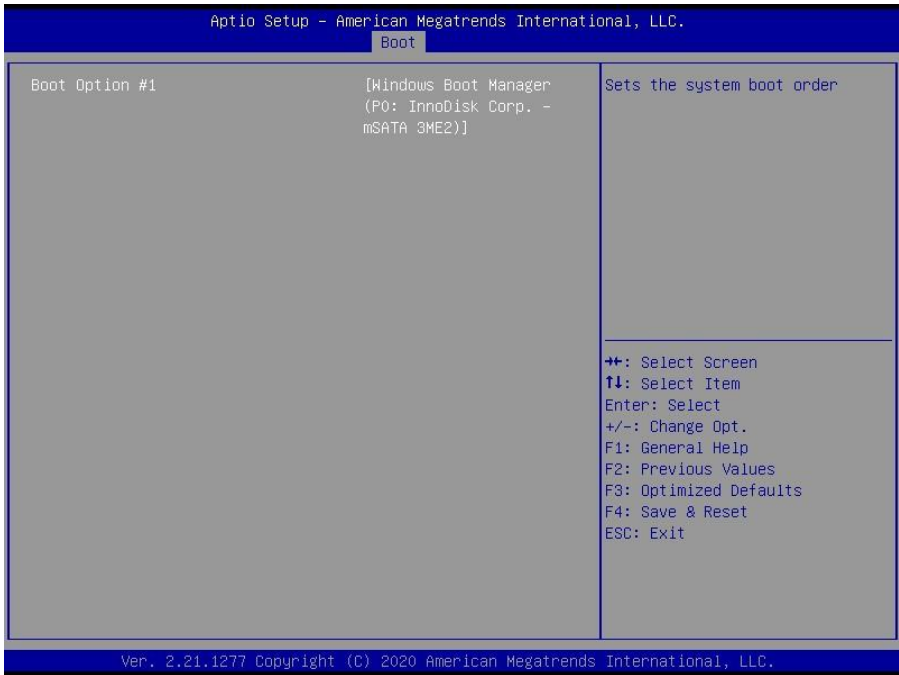 Aptio Setup – American Megatrends International, LLC.
Boot
Boot Option #1 [Windows Boot Manager
(P0: InnoDisk Corp. –
mSATA 3ME2)]
Sets the system boot order
→←: Select Screen
↑↓: Select Item
Enter: Select
+/-: Change Opt.
F1: General Help
F2: Previous Values
F3: Optimized Defaults
F4: Save & Reset
ESC: Exit
Ver. 2.21.1277 Copyright (C) 2020 American Megatrends International, LLC.